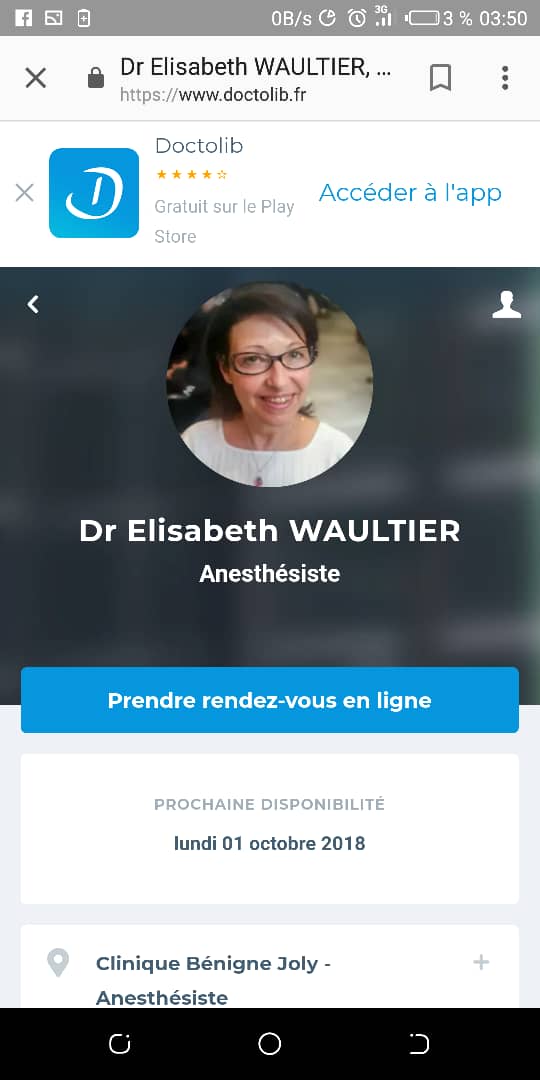 0B/s 3G 3 % 03:50
Dr Elisabeth WAULTIER, ...
https://www.doctolib.fr
Doctolib
★★★★☆
Gratuit sur le Play
Store
Accéder à l'app
Dr Elisabeth WAULTIER
Anesthésiste
Prendre rendez-vous en ligne
PROCHAINE DISPONIBILITÉ
lundi 01 octobre 2018
Clinique Bénigne Joly -
Anesthésiste